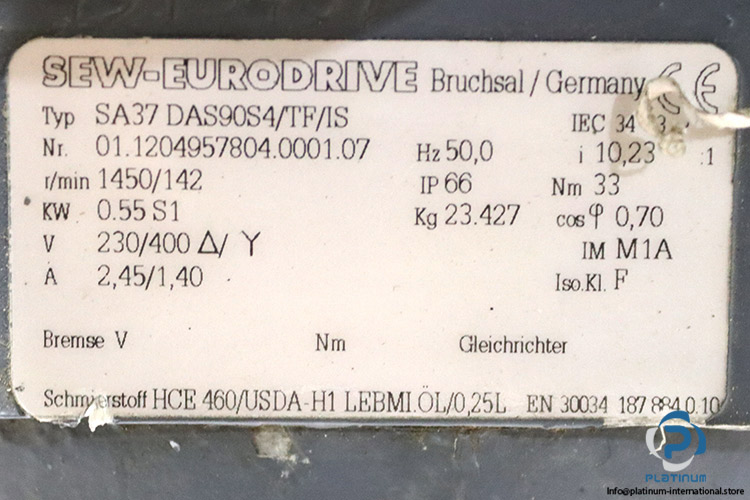 SEW-EURODRIVE Bruchsal / Germany CE
Typ SA37 DAS90S4/TF/IS IEC 34
Nr. 01.1204957804.0001.07 Hz 50,0 i 10,23 :1
r/min 1450/142 IP 66 Nm 33
KW 0.55 S1 Kg 23.427 cos φ 0,70
V 230/400 Δ/ Y IM M1A
A 2,45/1,40 Iso.Kl. F
Bremse V Nm Gleichrichter
Schmierstoff HCE 460/USDA-H1 LEBMI.ÖL/0,25L EN 30034 187 884.0.10
PLATINUM
Info@platinum-international.store